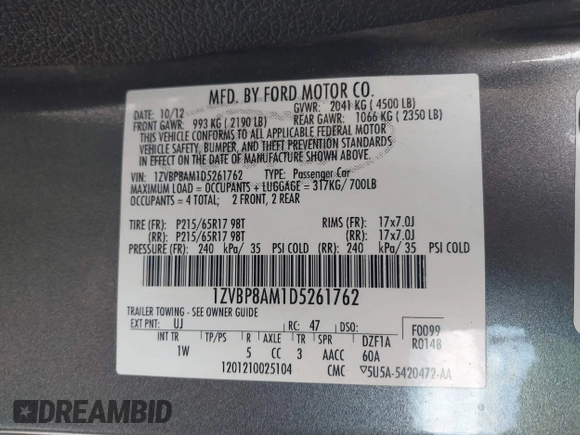 MFD. BY FORD MOTOR CO.
DATE: 10/12 GVWR: 2041 KG ( 4500 LB)
FRONT GAWR: 993 KG ( 2190 LB) REAR GAWR: 1066 KG ( 2350 LB)
THIS VEHICLE CONFORMS TO ALL APPLICABLE FEDERAL MOTOR
VEHICLE SAFETY, BUMPER, AND THEFT PREVENTION STANDARDS
IN EFFECT ON THE DATE OF MANUFACTURE SHOWN ABOVE.
VIN: 1ZVBP8AM1D5261762 TYPE: Passenger Car
MAXIMUM LOAD = OCCUPANTS + LUGGAGE = 317KG/700LB
OCCUPANTS = 4 TOTAL; 2 FRONT, 2 REAR
TIRE (FR): P215/65R17 98T RIMS (FR): 17x7.0J
(RR): P215/65R17 98T (RR): 17x7.0J
PRESSURE (FR): 240 kPa/ 35 PSI COLD (RR): 240 kPa/ 35 PSI COLD
1ZVBP8AM1D5261762
TRAILER TOWING - SEE OWNER GUIDE
EXT PNT: UJ RC: 47 DSO: F0099
INT TR TP/PS R AXLE TR SPR DZF1A R0148
1W 5 CC 3 AACC 60A
1201210025104 CMC ▽5U5A-5420472-AA
DREAMBID